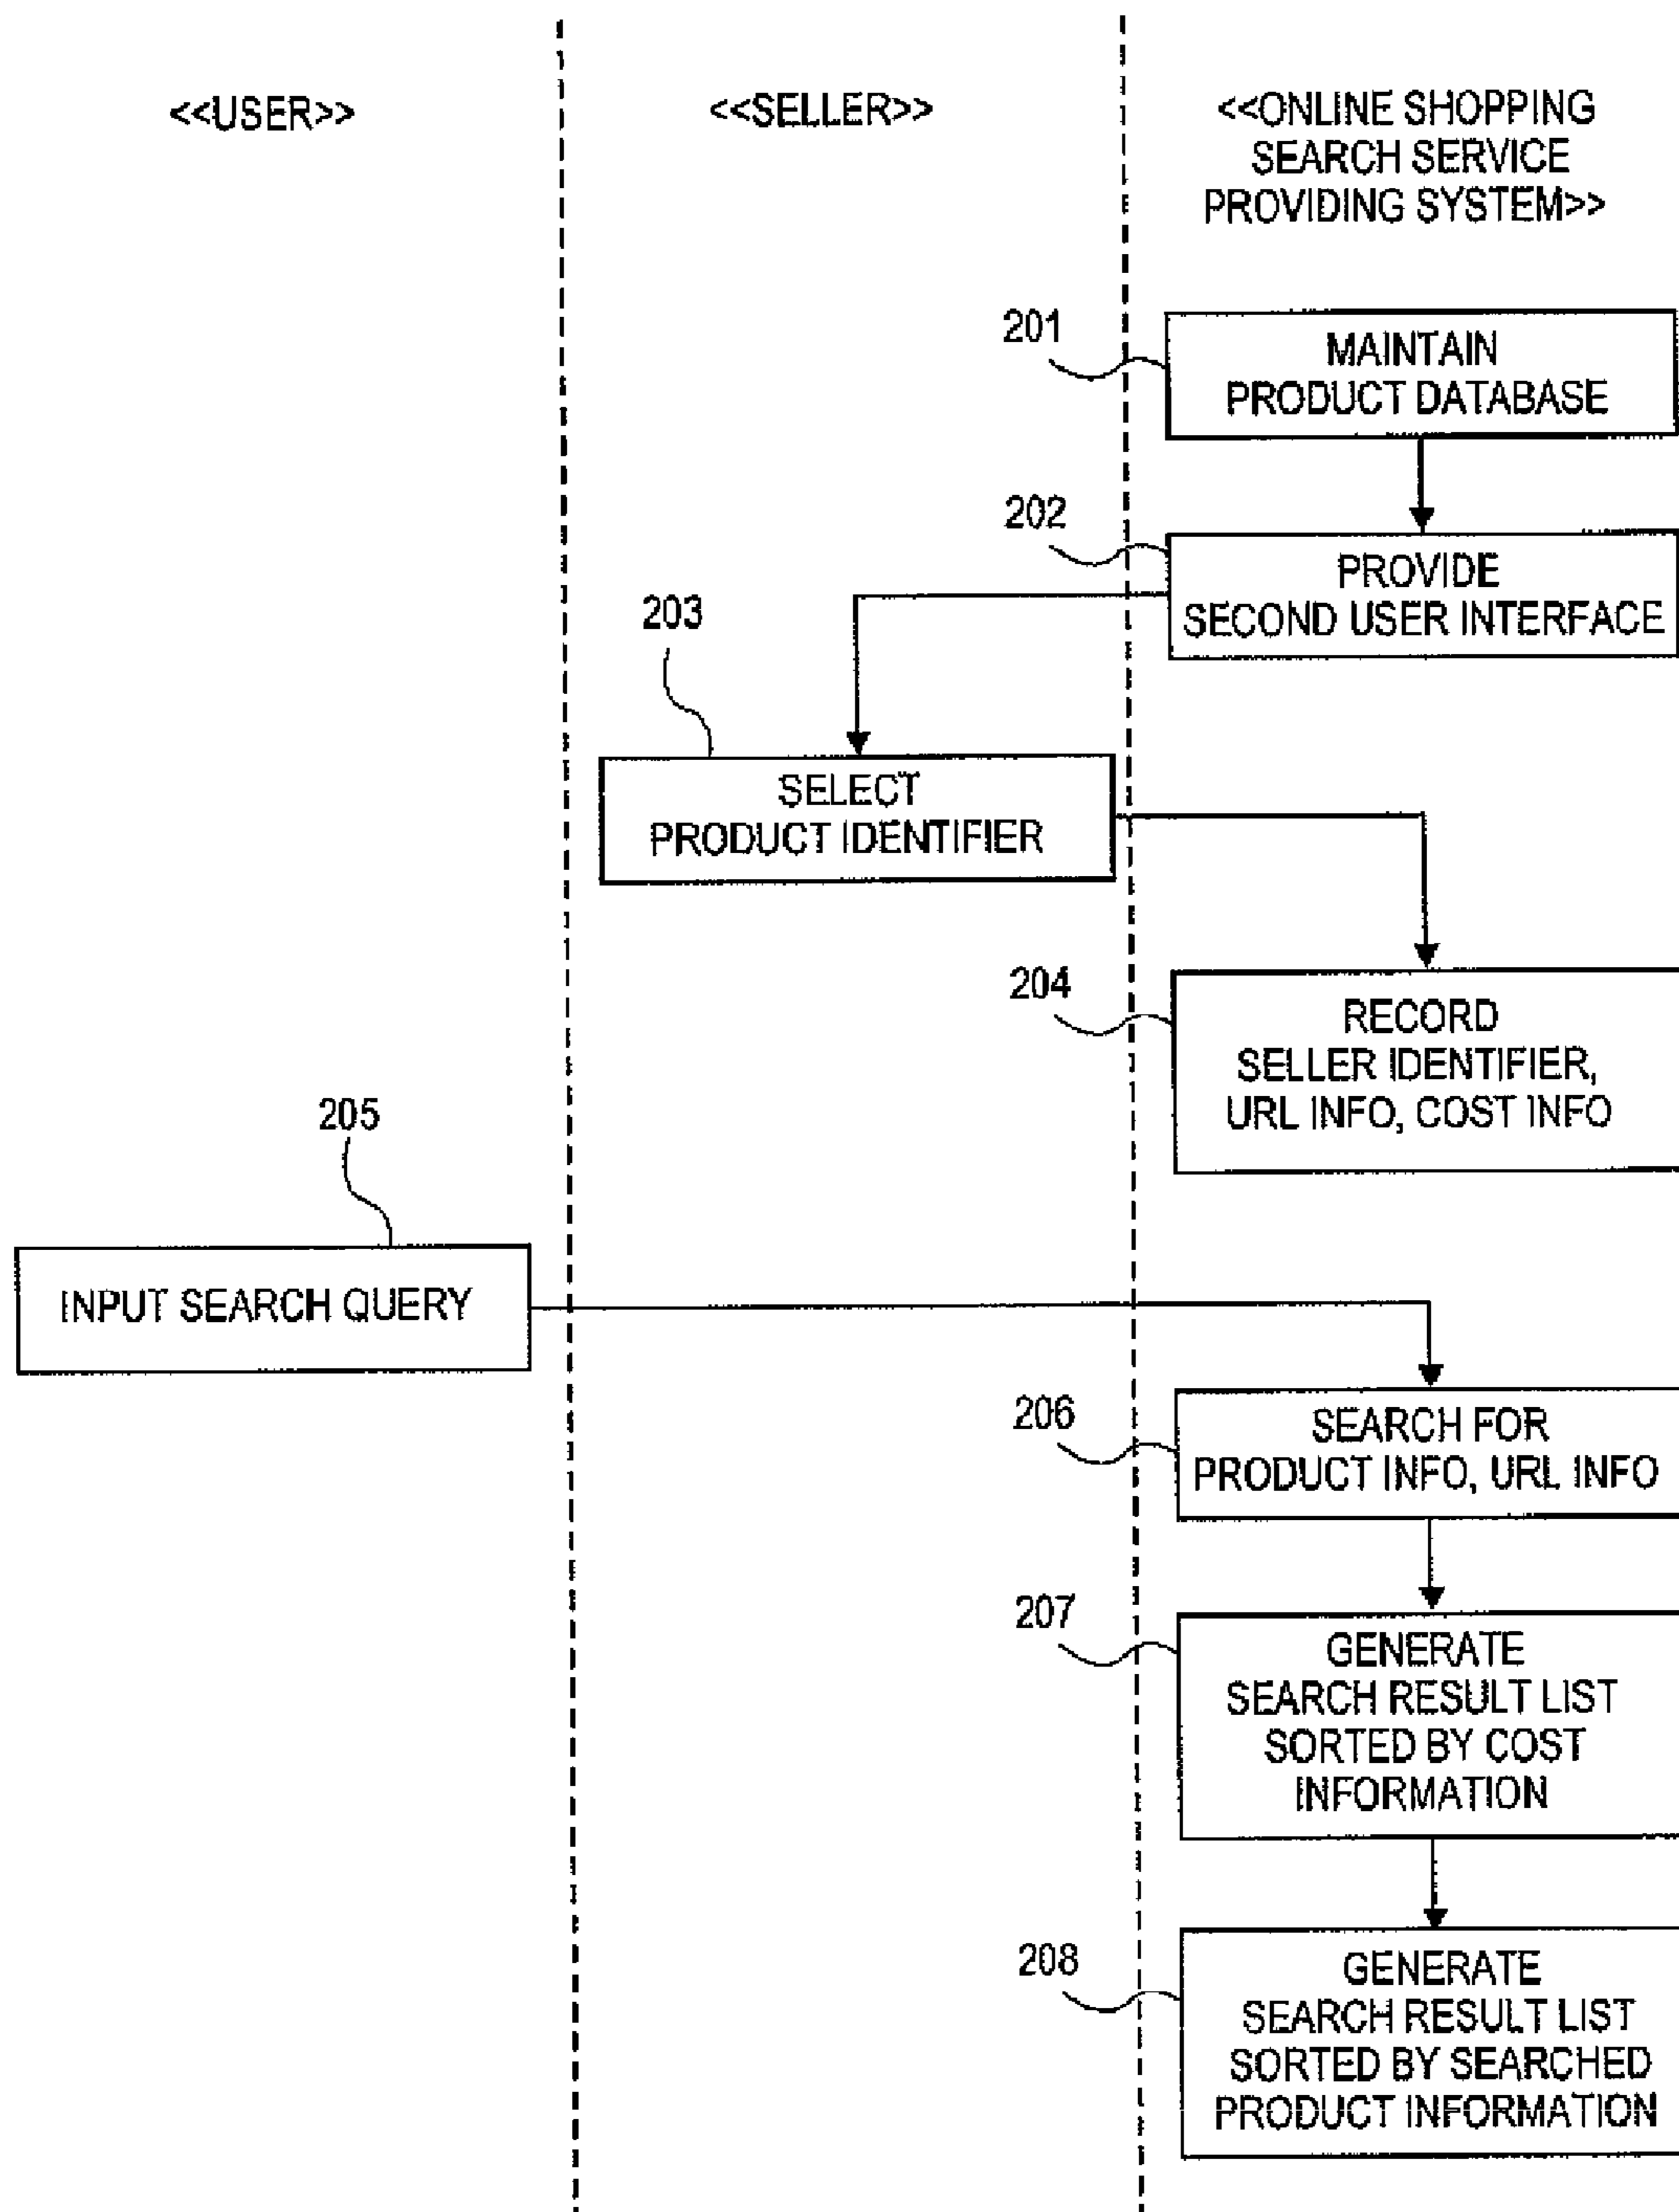 <<USER>>
<<SELLER>>
<<ONLINE SHOPPING
SEARCH SERVICE
PROVIDING SYSTEM>>
201
MAINTAIN
PRODUCT DATABASE
202
PROVIDE
SECOND USER INTERFACE
203
SELECT
PRODUCT IDENTIFIER
204
RECORD
SELLER IDENTIFIER,
URL INFO, COST INFO
205
INPUT SEARCH QUERY
206
SEARCH FOR
PRODUCT INFO, URL INFO
207
GENERATE
SEARCH RESULT LIST
SORTED BY COST
INFORMATION
208
GENERATE
SEARCH RESULT LIST
SORTED BY SEARCHED
PRODUCT INFORMATION